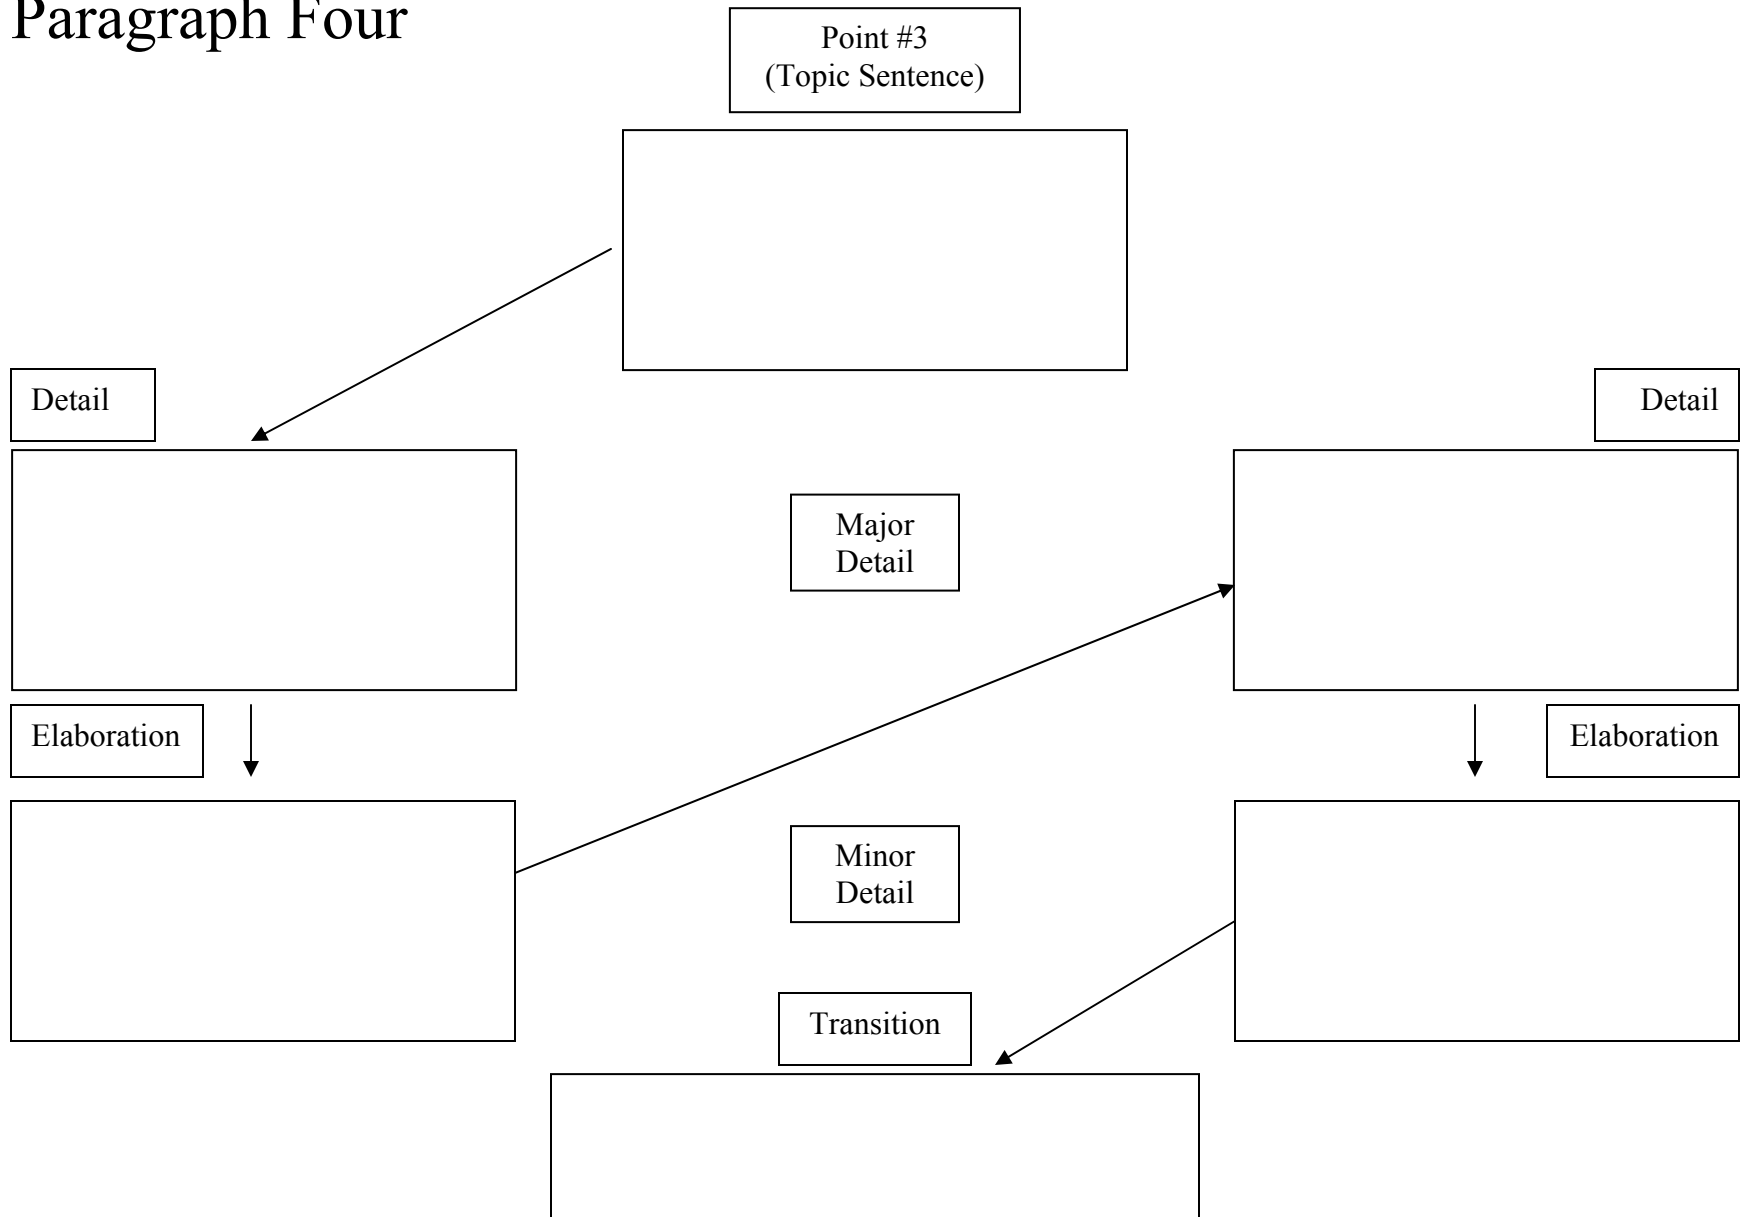 Paragraph Four
Point #3
(Topic Sentence)
Detail
Detail
Major
Detail
Elaboration
Elaboration
Minor
Detail
Transition